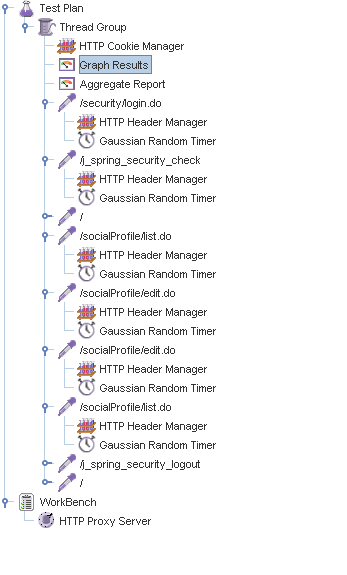 Test Plan
Thread Group
HTTP Cookie Manager
Graph Results
Aggregate Report
/security/login.do
HTTP Header Manager
Gaussian Random Timer
/j_spring_security_check
HTTP Header Manager
Gaussian Random Timer
/
/socialProfile/list.do
HTTP Header Manager
Gaussian Random Timer
/socialProfile/edit.do
HTTP Header Manager
Gaussian Random Timer
/socialProfile/edit.do
HTTP Header Manager
Gaussian Random Timer
/socialProfile/list.do
HTTP Header Manager
Gaussian Random Timer
/j_spring_security_logout
/
WorkBench
HTTP Proxy Server